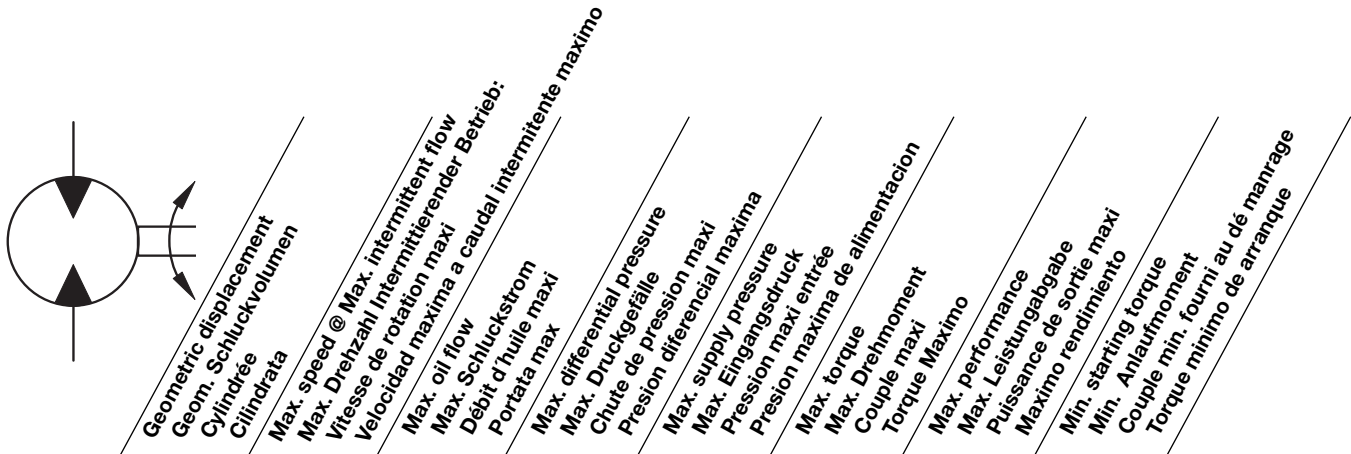 Geometric displacement
Geom. Schluckvolumen
Cylindrée
Cilindrata
Max. speed @ Max. intermittent flow
Max. Drehzahl Intermittierender Betrieb:
Vitesse de rotation maxi
Velocidad maxima a caudal intermitente maximo
Max. oil flow
Max. Schluckstrom
Débit d'huile maxi
Portata max
Max. differential pressure
Max. Druckgefälle
Chute de pression maxi
Presion diferencial maxima
Max. supply pressure
Max. Eingangsdruck
Pression maxi entrée
Presion maxima de alimentacion
Max. torque
Max. Drehmoment
Couple maxi
Torque Maximo
Max. performance
Max. Leistungabgabe
Puissance de sortie maxi
Maximo rendimiento
Min. starting torque
Min. Anlaufmoment
Couple min. fourni au dé manrage
Torque minimo de arranque